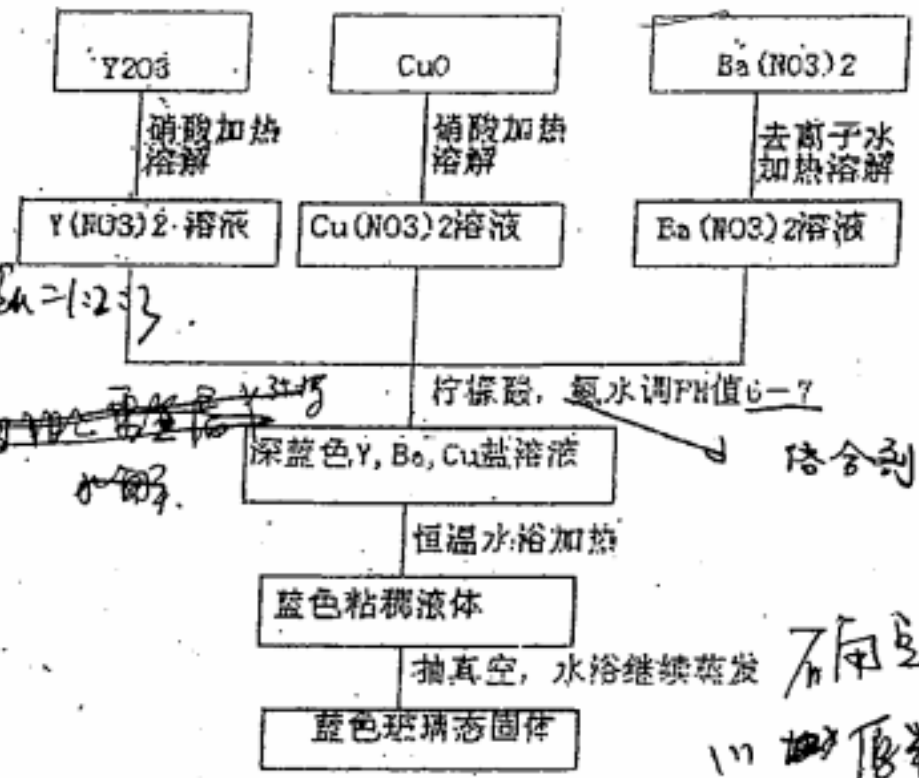 Y2O3
CuO
Ba(NO3)2
硝酸加热
溶解
硝酸加热
溶解
去离子水
加热溶解
Y(NO3)2·溶液
Cu(NO3)2溶液
Ba(NO3)2溶液
=1:2:3
柠檬酸，氨水调PH值6-7
深蓝色Y,Ba,Cu盐溶液
络合剂
水解.
恒温水浴加热
蓝色粘稠液体
抽真空，水浴继续蒸发
蓝色玻璃态固体